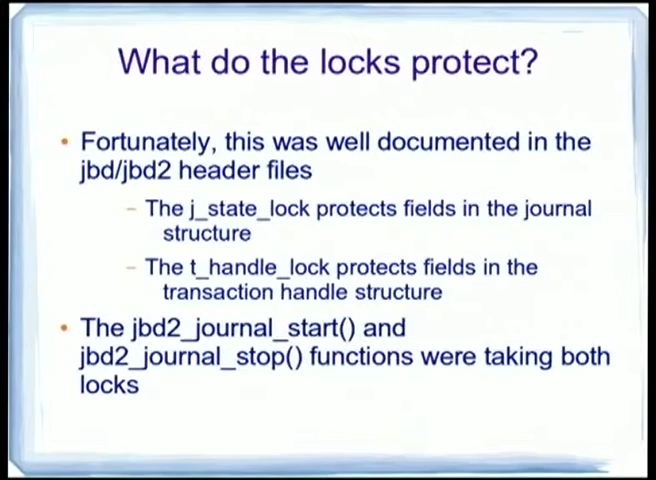 What do the locks protect?
• Fortunately, this was well documented in the
jbd/jbd2 header files
– The j_state_lock protects fields in the journal
structure
– The t_handle_lock protects fields in the
transaction handle structure
• The jbd2_journal_start() and
jbd2_journal_stop() functions were taking both
locks